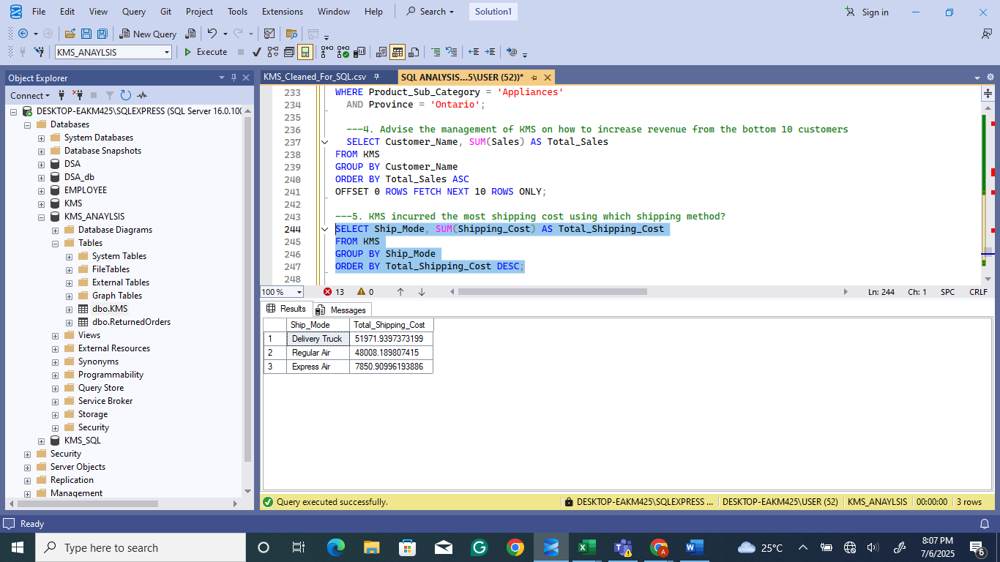 File Edit View Query Git Project Tools Extensions Window Help Search Solution1 Sign in
New Query
KMS_ANAYLSIS Execute
Object Explorer
Connect
DESKTOP-EAKM425\SQLEXPRESS (SQL Server 16.0.100
Databases
System Databases
Database Snapshots
DSA
DSA_db
EMPLOYEE
KMS
KMS_ANAYLSIS
Database Diagrams
Tables
System Tables
FileTables
External Tables
Graph Tables
dbo.KMS
dbo.ReturnedOrders
Views
External Resources
Synonyms
Programmability
Query Store
Service Broker
Storage
Security
KMS_SQL
Security
Server Objects
Replication
Management
KMS_Cleaned_For_SQL.csv SQL ANALYSIS...5\USER (52))*
233 WHERE Product_Sub_Category = 'Appliances'
234 AND Province = 'Ontario';
235
236 ---4. Advise the management of KMS on how to increase revenue from the bottom 10 customers
237 SELECT Customer_Name, SUM(Sales) AS Total_Sales
238 FROM KMS
239 GROUP BY Customer_Name
240 ORDER BY Total_Sales ASC
241 OFFSET 0 ROWS FETCH NEXT 10 ROWS ONLY;
242
243 ---5. KMS incurred the most shipping cost using which shipping method?
244 SELECT Ship_Mode, SUM(Shipping_Cost) AS Total_Shipping_Cost
245 FROM KMS
246 GROUP BY Ship_Mode
247 ORDER BY Total_Shipping_Cost DESC;
248
100 % 13 0 Ln: 244 Ch: 1 SPC CRLF
Results Messages
Ship_Mode Total_Shipping_Cost
1 Delivery Truck 51971.9397373199
2 Regular Air 48008.189807415
3 Express Air 7850.90996193886
Query executed successfully. DESKTOP-EAKM425\SQLEXPRESS ... DESKTOP-EAKM425\USER (52) KMS_ANAYLSIS 00:00:00 3 rows
Ready
Type here to search 25°C 8:07 PM
7/6/2025 6